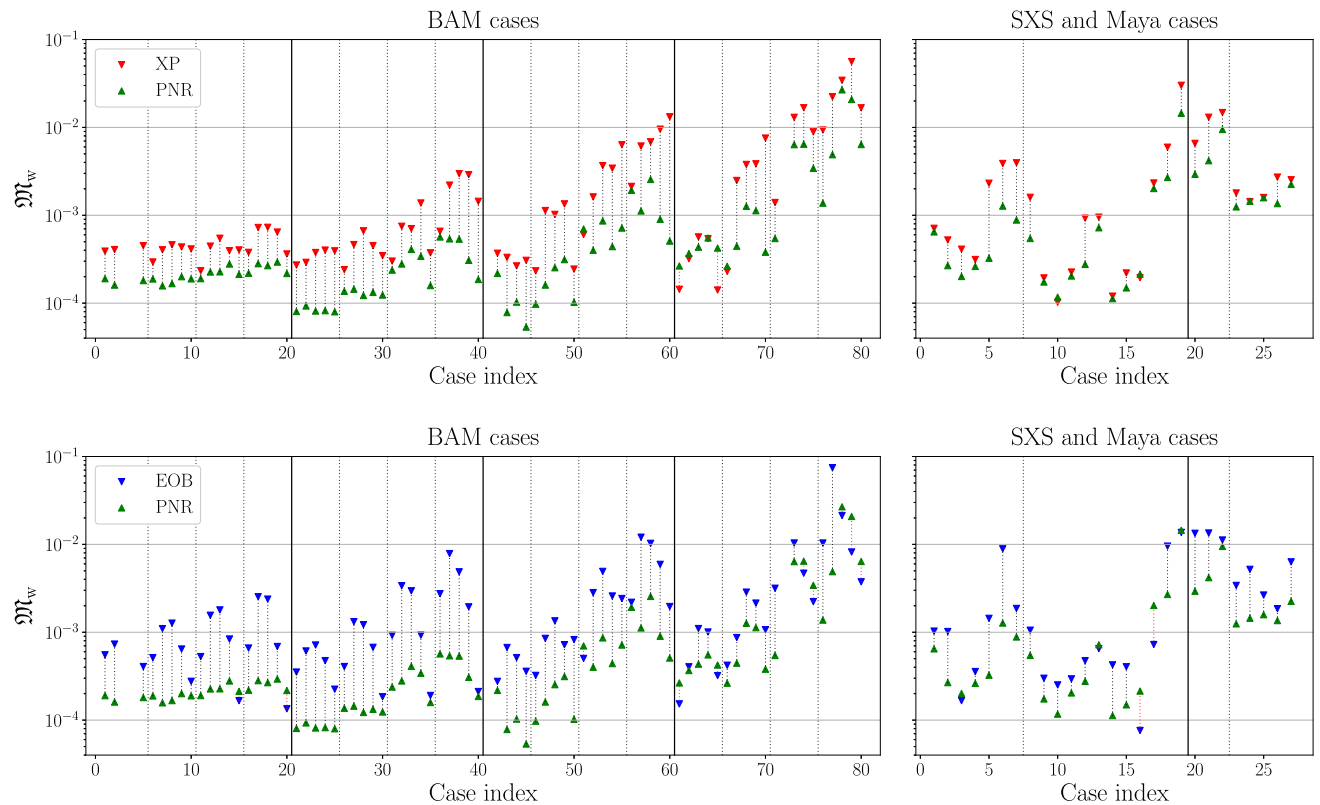 BAM cases
SXS and Maya cases
10⁻¹
10⁻²
10⁻³
10⁻⁴
𝔐w
XP
PNR
0 10 20 30 40 50 60 70 80
0 5 10 15 20 25
Case index
Case index
BAM cases
SXS and Maya cases
10⁻¹
10⁻²
10⁻³
10⁻⁴
𝔐w
EOB
PNR
0 10 20 30 40 50 60 70 80
0 5 10 15 20 25
Case index
Case index